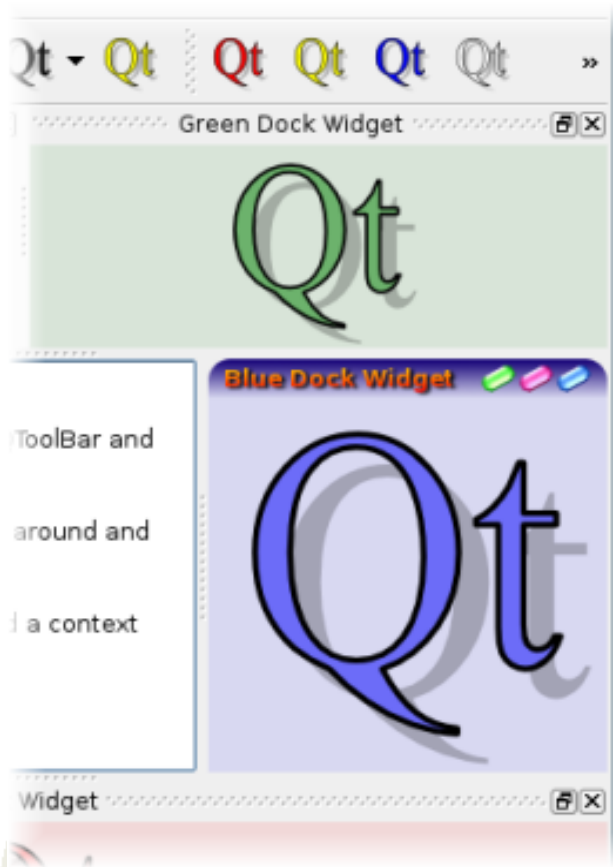 Qt Qt Qt Qt Qt Qt »
Green Dock Widget
Qt
Blue Dock Widget
Qt
ToolBar and
around and
a context
Widget